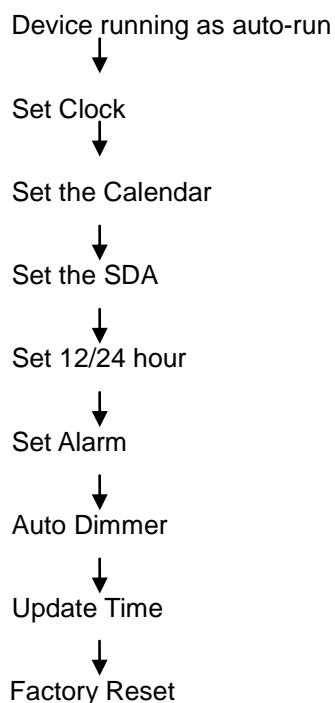 Device running as auto-run
Set Clock
Set the Calendar
Set the SDA
Set 12/24 hour
Set Alarm
Auto Dimmer
Update Time
Factory Reset